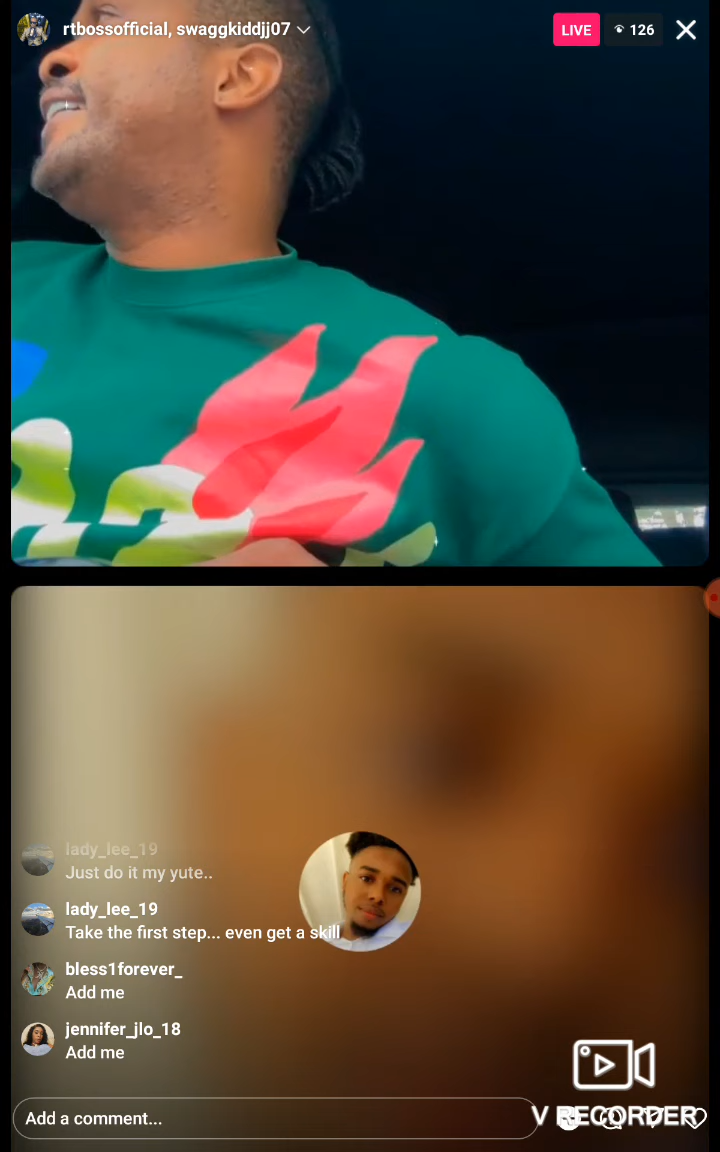 rtbossofficial, swaggkiddjj07
LIVE
126
lady_lee_19
Just do it my yute..
lady_lee_19
Take the first step... even get a skill
bless1forever_
Add me
jennifer_jlo_18
Add me
Add a comment...
V RECORDER